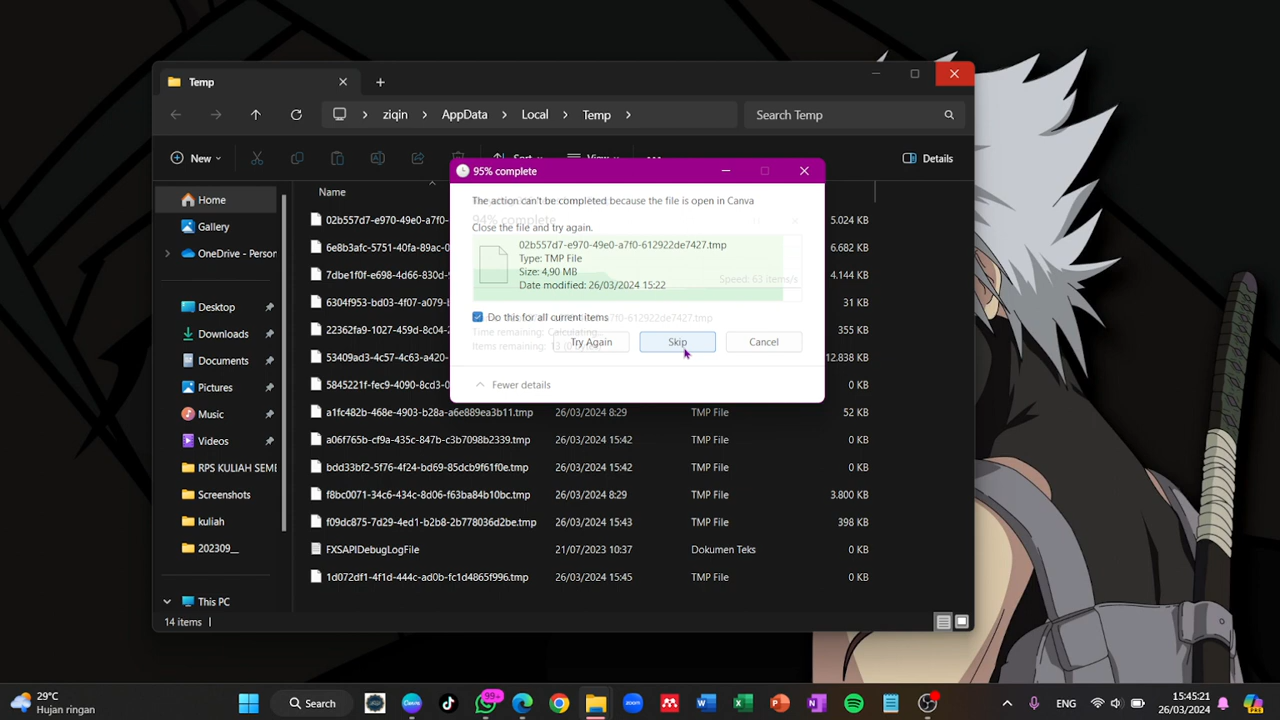 Temp
ziqin > AppData > Local > Temp >
Search Temp
New
Details
Name
95% complete
The action can't be completed because the file is open in Canva
94% complete
Close the file and try again.
02b557d7-e970-49e0-a7f0-612922de7427.tmp
Type: TMP File
Size: 4,90 MB
Date modified: 26/03/2024 15:22
Speed: 63 items/s
Do this for all current items
Time remaining: Calculating...
Try Again
Skip
Cancel
Fewer details
Home
Gallery
OneDrive - Person
Desktop
Downloads
Documents
Pictures
Music
Videos
RPS KULIAH SEME
Screenshots
kuliah
202309__
This PC
02b557d7-e970-49e0-a7f0- 5.024 KB
6e8b3afc-5751-40fa-89ac-0 6.682 KB
7dbe1f0f-e698-4d66-830d- 4.144 KB
6304f953-bd03-4f07-a079- 31 KB
22362fa9-1027-459d-8c04- 355 KB
53409ad3-4c57-4c63-a420- 12.838 KB
5845221f-fec9-4090-8cd3- 0 KB
a1fc482b-468e-4903-b28a-a6e889ea3b11.tmp 26/03/2024 8:29 TMP File 52 KB
a06f765b-cf9a-435c-847b-c3b7098b2339.tmp 26/03/2024 15:42 TMP File 0 KB
bdd33bf2-5f76-4f24-bd69-85dcb9f61f0e.tmp 26/03/2024 15:42 TMP File 0 KB
f8bc0071-34c6-434c-8d06-f63ba84b10bc.tmp 26/03/2024 8:29 TMP File 3.800 KB
f09dc875-7d29-4ed1-b2b8-2b778036d2be.tmp 26/03/2024 15:43 TMP File 398 KB
FXSAPIDebugLogFile 21/07/2023 10:37 Dokumen Teks 0 KB
1d072df1-4f1d-444c-ad0b-fc1d4865f996.tmp 26/03/2024 15:45 TMP File 0 KB
14 items
29°C
Hujan ringan
Search
99+
ENG
15:45:21
26/03/2024